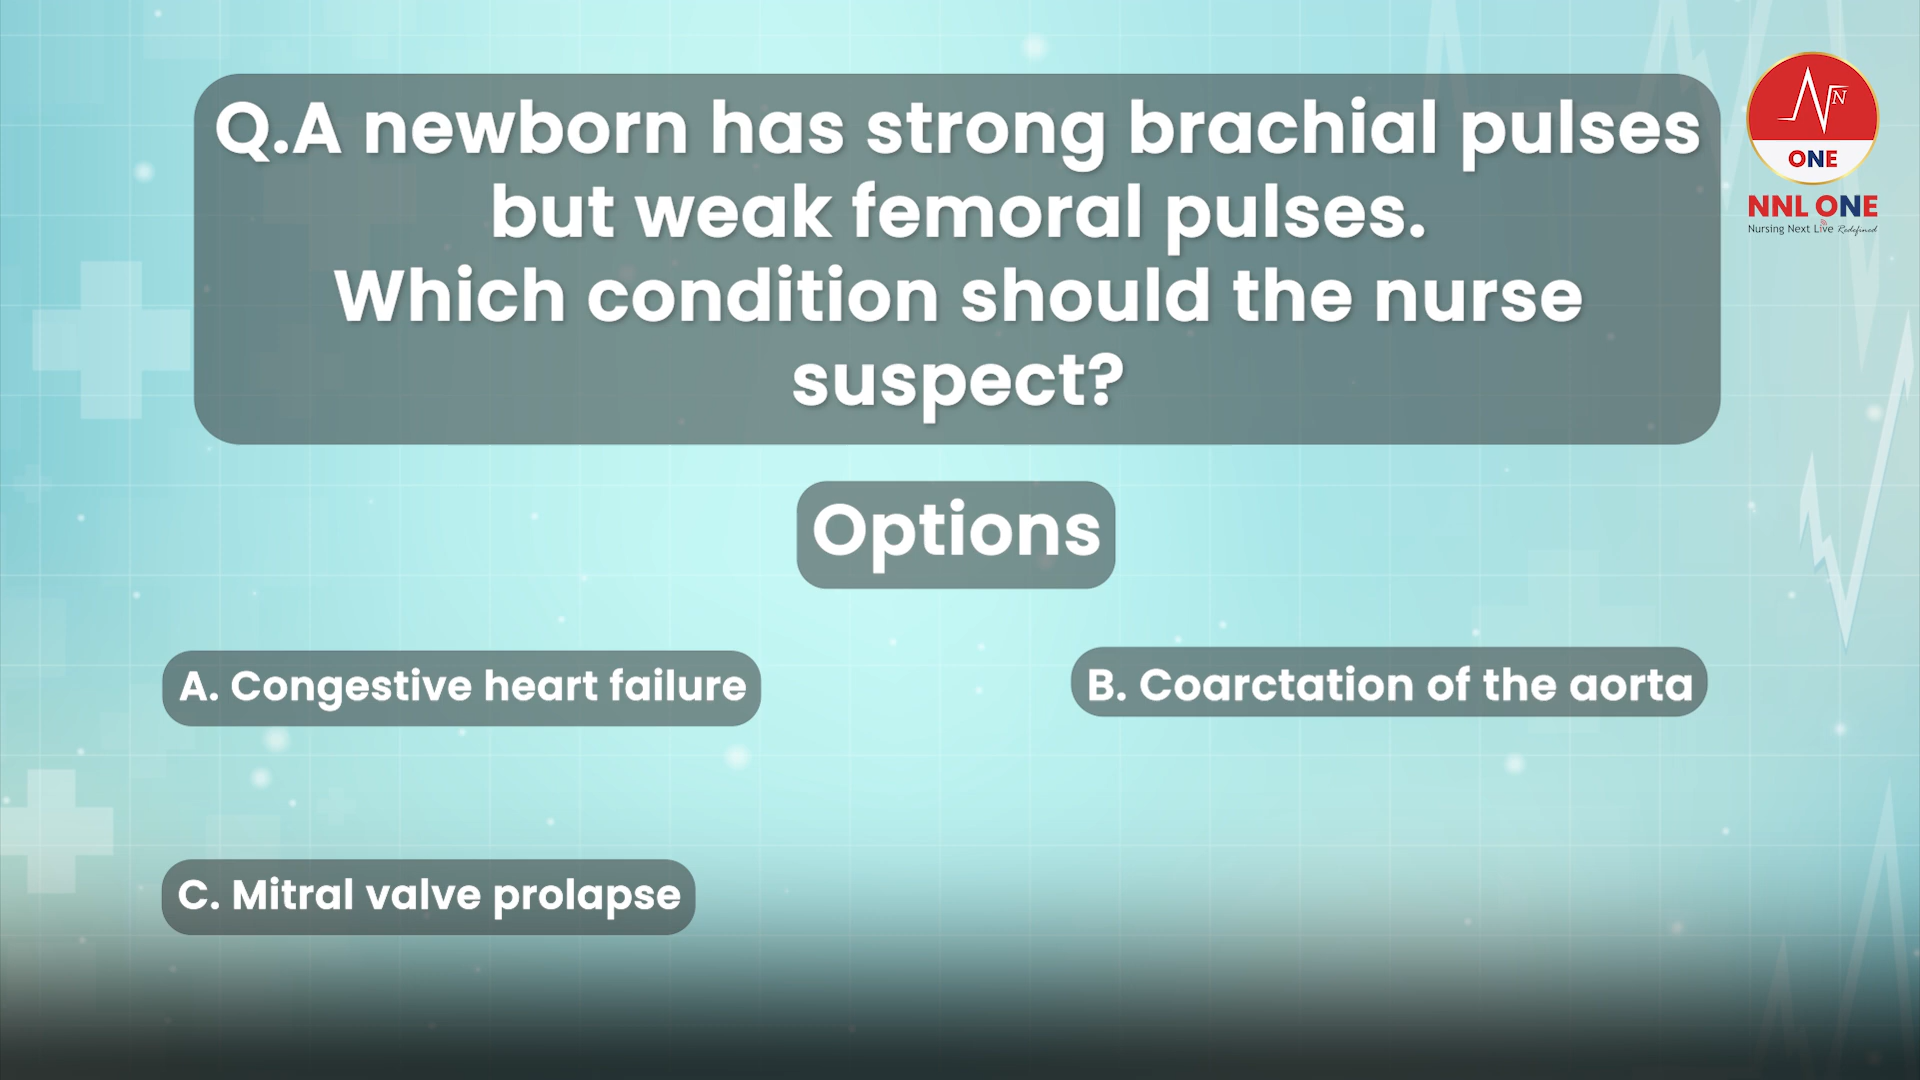 Q.A newborn has strong brachial pulses
but weak femoral pulses.
Which condition should the nurse
suspect?
Options
A. Congestive heart failure
B. Coarctation of the aorta
C. Mitral valve prolapse
N N
ONE
NNL ONE
Nursing Next Live Redefined